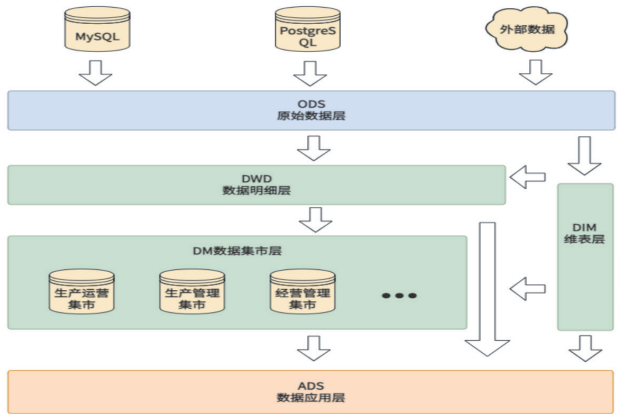 MySQL
PostgreS
QL
外部数据
ODS
原始数据层
DWD
数据明细层
DIM
维表层
DM数据集市层
生产运营
集市
生产管理
集市
经营管理
集市
•••
ADS
数据应用层